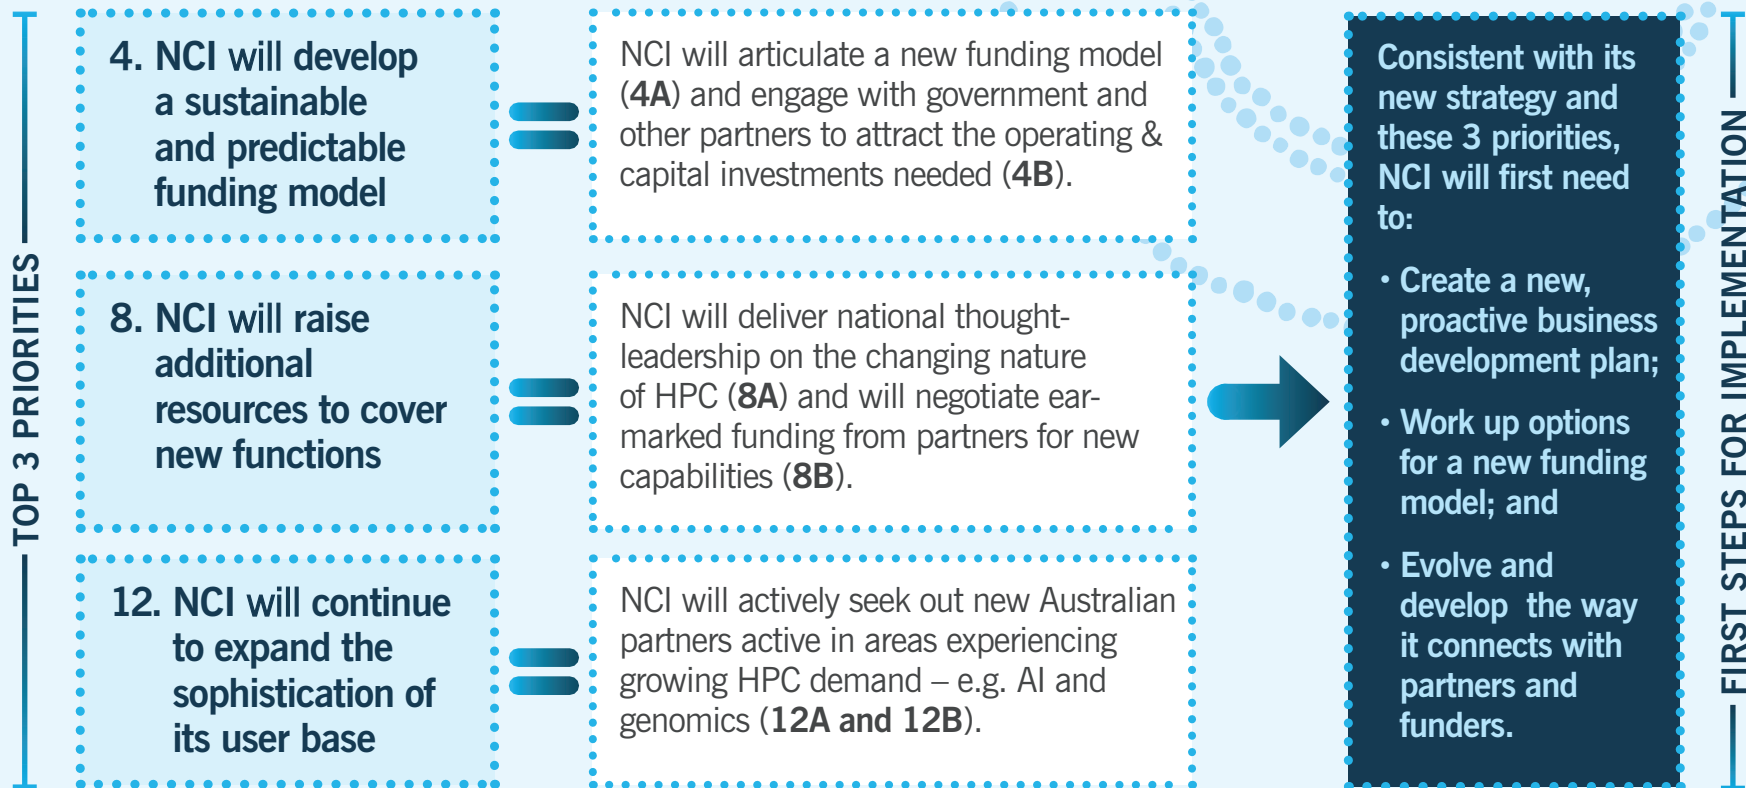 TOP 3 PRIORITIES
4. NCI will develop
a sustainable
and predictable
funding model
NCI will articulate a new funding model
(4A) and engage with government and
other partners to attract the operating &
capital investments needed (4B).
8. NCI will raise
additional
resources to cover
new functions
NCI will deliver national thought-
leadership on the changing nature
of HPC (8A) and will negotiate ear-
marked funding from partners for new
capabilities (8B).
12. NCI will continue
to expand the
sophistication of
its user base
NCI will actively seek out new Australian
partners active in areas experiencing
growing HPC demand – e.g. AI and
genomics (12A and 12B).
Consistent with its
new strategy and
these 3 priorities,
NCI will first need
to:
• Create a new,
proactive business
development plan;
• Work up options
for a new funding
model; and
• Evolve and
develop  the way
it connects with
partners and
funders.
FIRST STEPS FOR IMPLEMENTATION